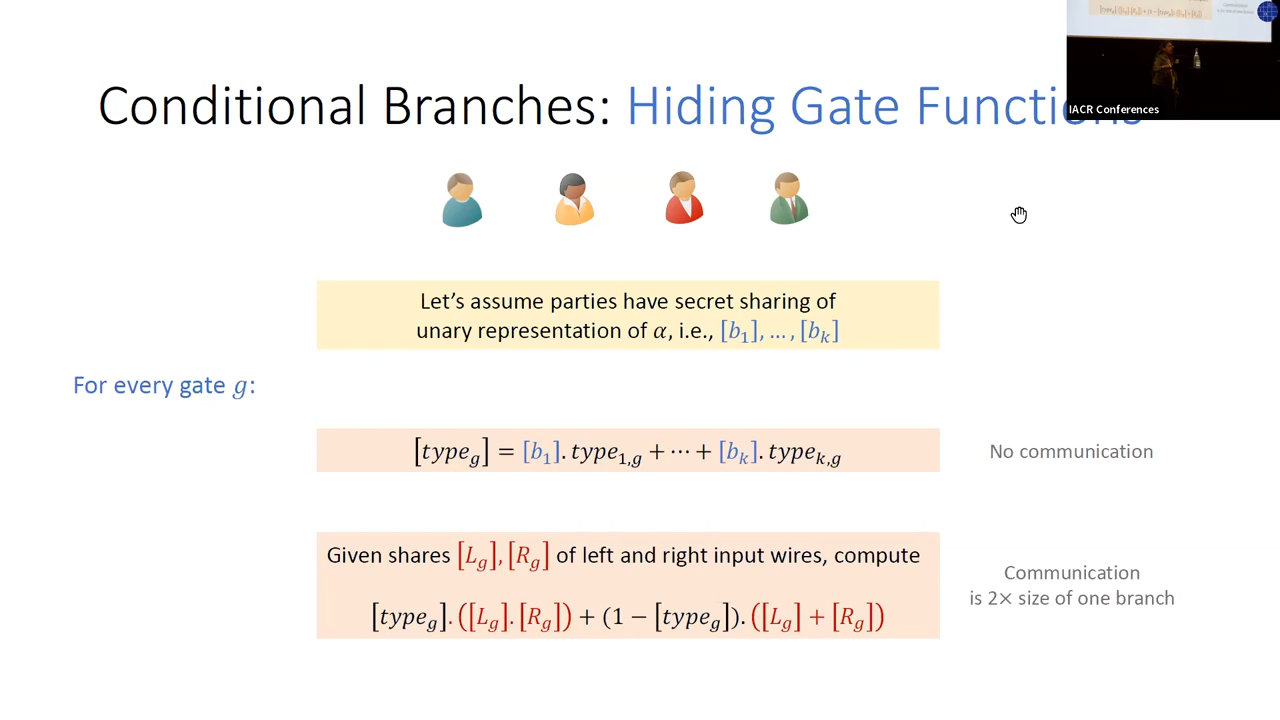 Conditional Branches: Hiding Gate Functions
IACR Conferences
Let's assume parties have secret sharing of
unary representation of α, i.e., [b₁], … , [bₖ]
For every gate g:
[type_g] = [b₁]. type_{1,g} + ⋯ + [bₖ]. type_{k,g}
No communication
Given shares [L_g], [R_g] of left and right input wires, compute
[type_g]. ([L_g]. [R_g]) + (1 − [type_g]). ([L_g] + [R_g])
Communication
is 2× size of one branch